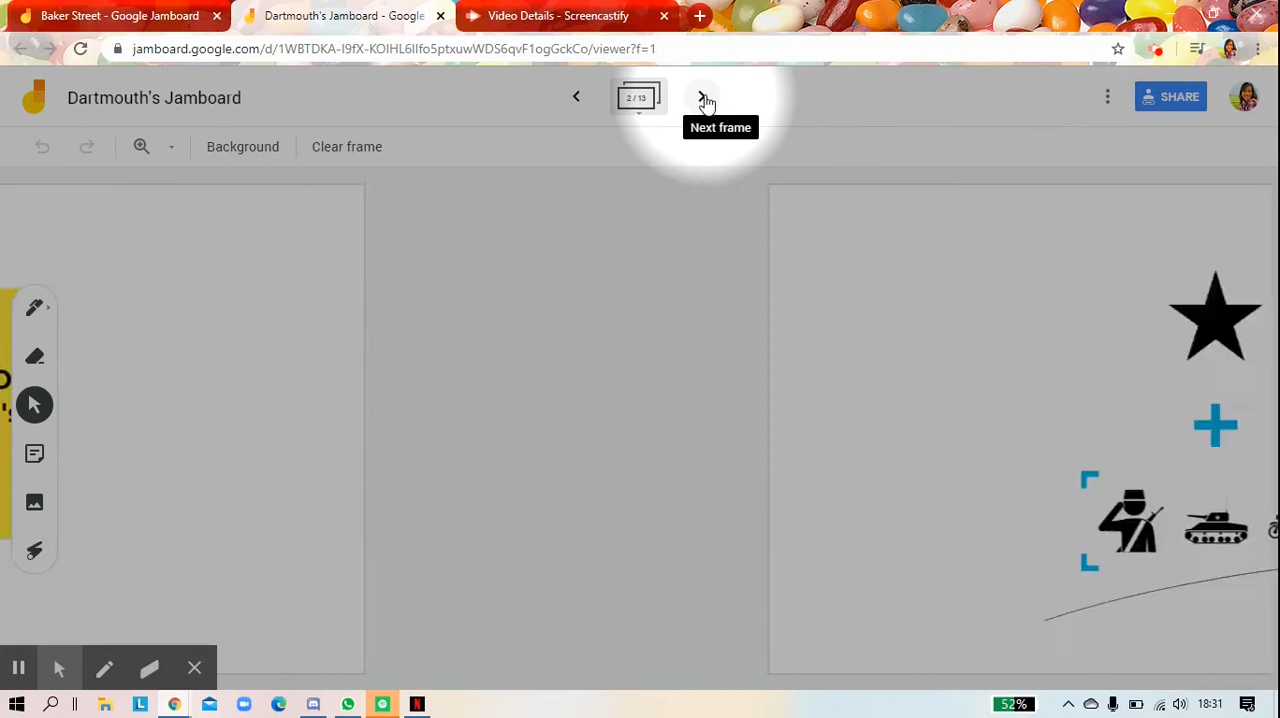 Baker Street - Google Jamboard
Dartmouth's Jamboard - Google
Video Details - Screencastify
jamboard.google.com/d/1WBTDKA-I9fX-KOIHL6lIfo5ptxuwWDS6qvF1ogGckCo/viewer?f=1
Dartmouth's Jamboard
2 / 13
SHARE
Next frame
Background
Clear frame
52%
18:31